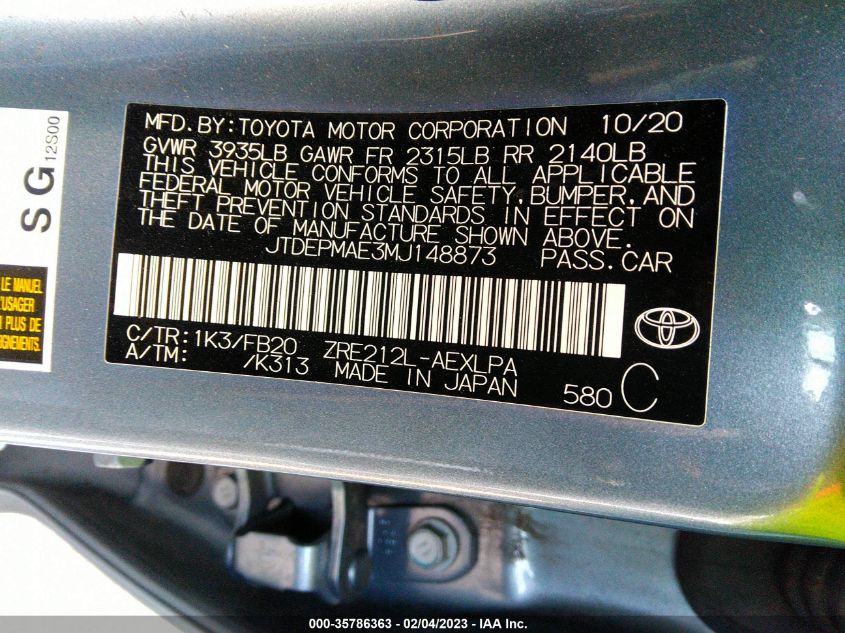 MFD.BY:TOYOTA MOTOR CORPORATION 10/20
GVWR 3935LB GAWR FR 2315LB RR 2140LB
THIS VEHICLE CONFORMS TO ALL APPLICABLE
FEDERAL MOTOR VEHICLE SAFETY, BUMPER, AND
THEFT PREVENTION STANDARDS IN EFFECT ON
THE DATE OF MANUFACTURE SHOWN ABOVE.
JTDEPMAE3MJ148873 PASS.CAR
C/TR:1K3/FB20 ZRE212L-AEXLPA
A/TM: /K313 MADE IN JAPAN
580 C
SG
12S00
LE MANUEL
L'USAGER
PLUS DE
000-35786363 - 02/04/2023 - IAA Inc.